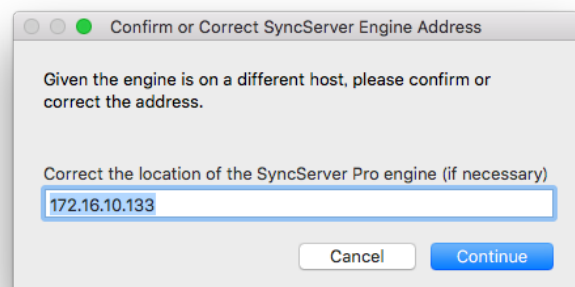 Confirm or Correct SyncServer Engine Address
Given the engine is on a different host, please confirm or
correct the address.
Correct the location of the SyncServer Pro engine (if necessary)
172.16.10.133
Cancel Continue